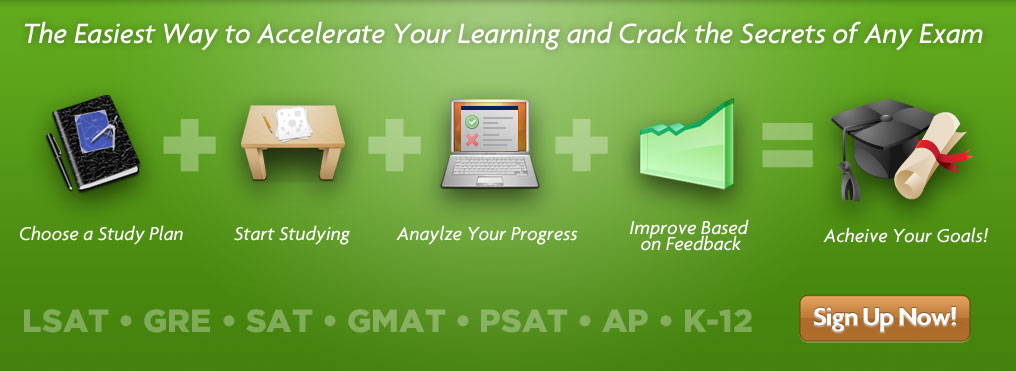 The Easiest Way to Accelerate Your Learning and Crack the Secrets of Any Exam
Choose a Study Plan
Start Studying
Anaylze Your Progress
Improve Based
on Feedback
Acheive Your Goals!
LSAT • GRE • SAT • GMAT • PSAT • AP • K-12
Sign Up Now!